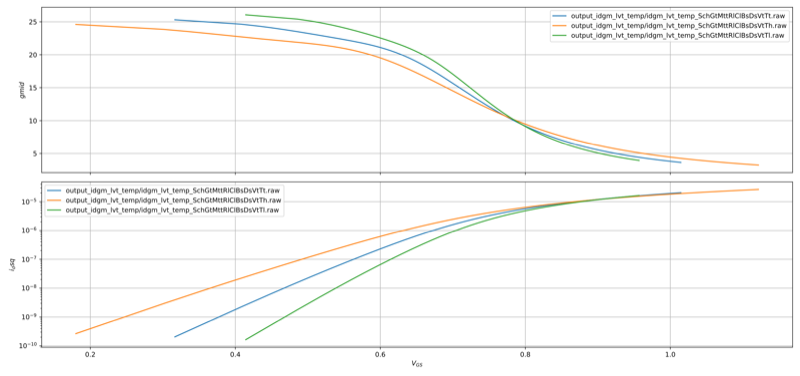 output_idgm_lvt_temp/idgm_lvt_temp_SchGtMttRlClBsDsVtTt.raw
output_idgm_lvt_temp/idgm_lvt_temp_SchGtMttRlClBsDsVtTh.raw
output_idgm_lvt_temp/idgm_lvt_temp_SchGtMttRlClBsDsVtTl.raw
25
20
15
10
5
gmid
output_idgm_lvt_temp/idgm_lvt_temp_SchGtMttRlClBsDsVtTt.raw
output_idgm_lvt_temp/idgm_lvt_temp_SchGtMttRlClBsDsVtTh.raw
output_idgm_lvt_temp/idgm_lvt_temp_SchGtMttRlClBsDsVtTl.raw
10⁻⁵
10⁻⁶
10⁻⁷
10⁻⁸
10⁻⁹
10⁻¹⁰
0.2 0.4 0.6 0.8 1.0
V_GS